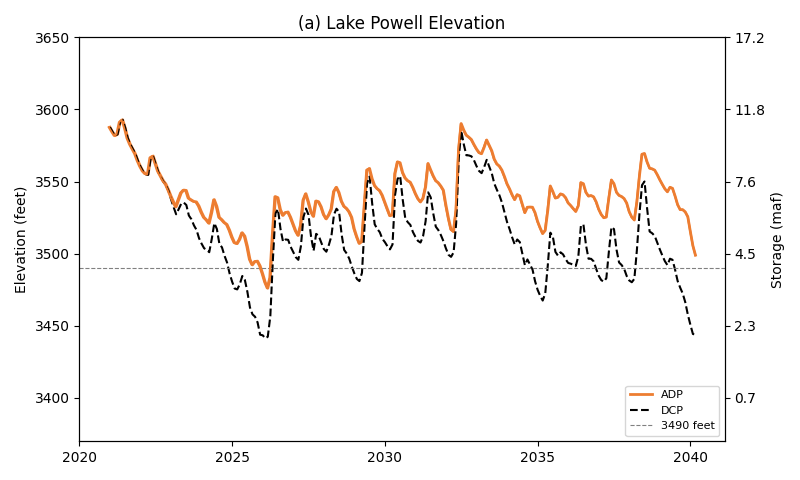 (a) Lake Powell Elevation
3650
3600
3550
3500
3450
3400
Elevation (feet)
17.2
11.8
7.6
4.5
2.3
0.7
Storage (maf)
ADP
DCP
3490 feet
2020
2025
2030
2035
2040